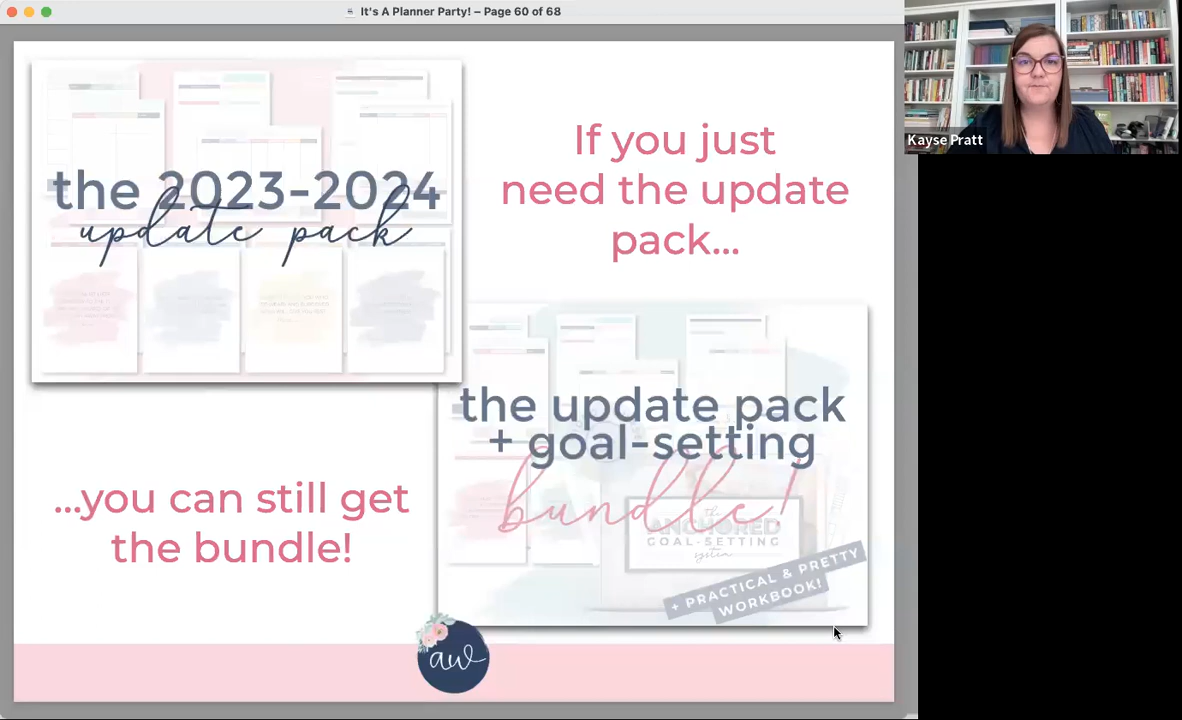 It's A Planner Party! – Page 60 of 68
Kayse Pratt
If you just
need the update
pack...
the 2023-2024
update pack
the update pack
+ goal-setting
bundle!
the
ANCHORED
GOAL-SETTING
system
+ PRACTICAL & PRETTY
WORKBOOK!
...you can still get
the bundle!
aw